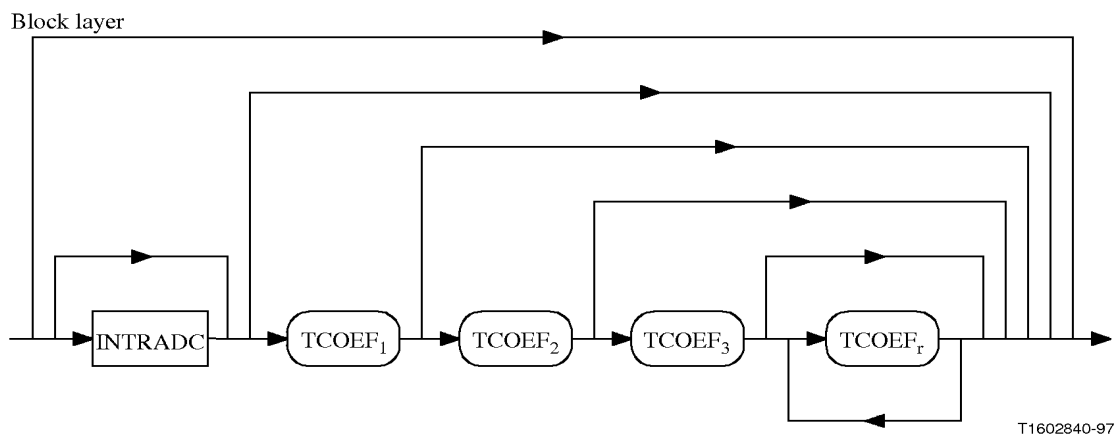 Block layer
INTRADC
TCOEF₁
TCOEF₂
TCOEF₃
TCOEFᵣ
T1602840-97